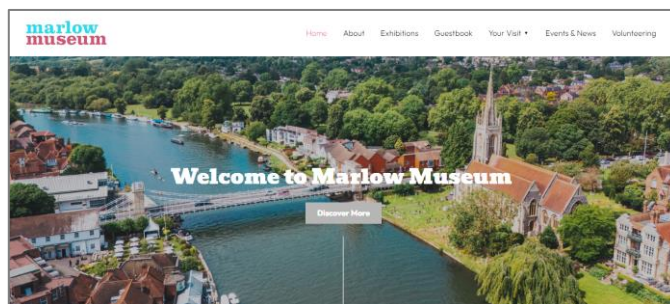 marlow
museum
Home About Exhibitions Guestbook Your Visit ▾ Events & News Volunteering
Welcome to Marlow Museum
Discover More